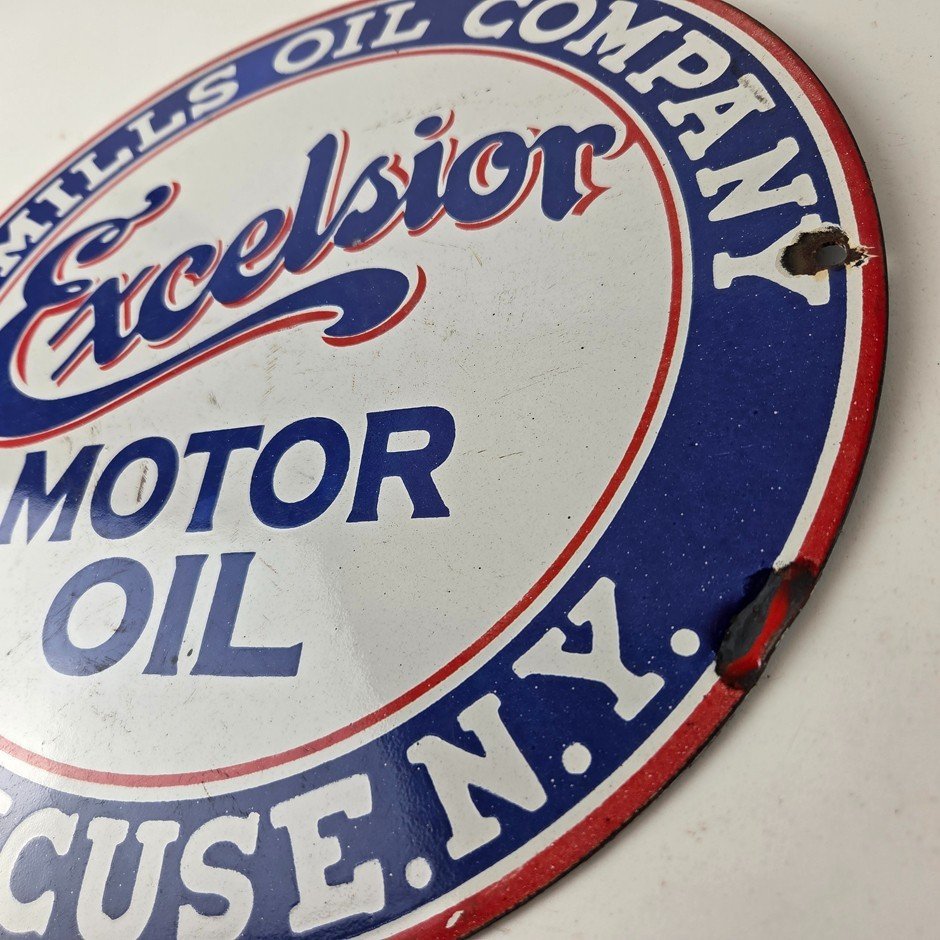 MILLS OIL COMPANY
Excelsior
MOTOR
OIL
CUSE. N.Y.